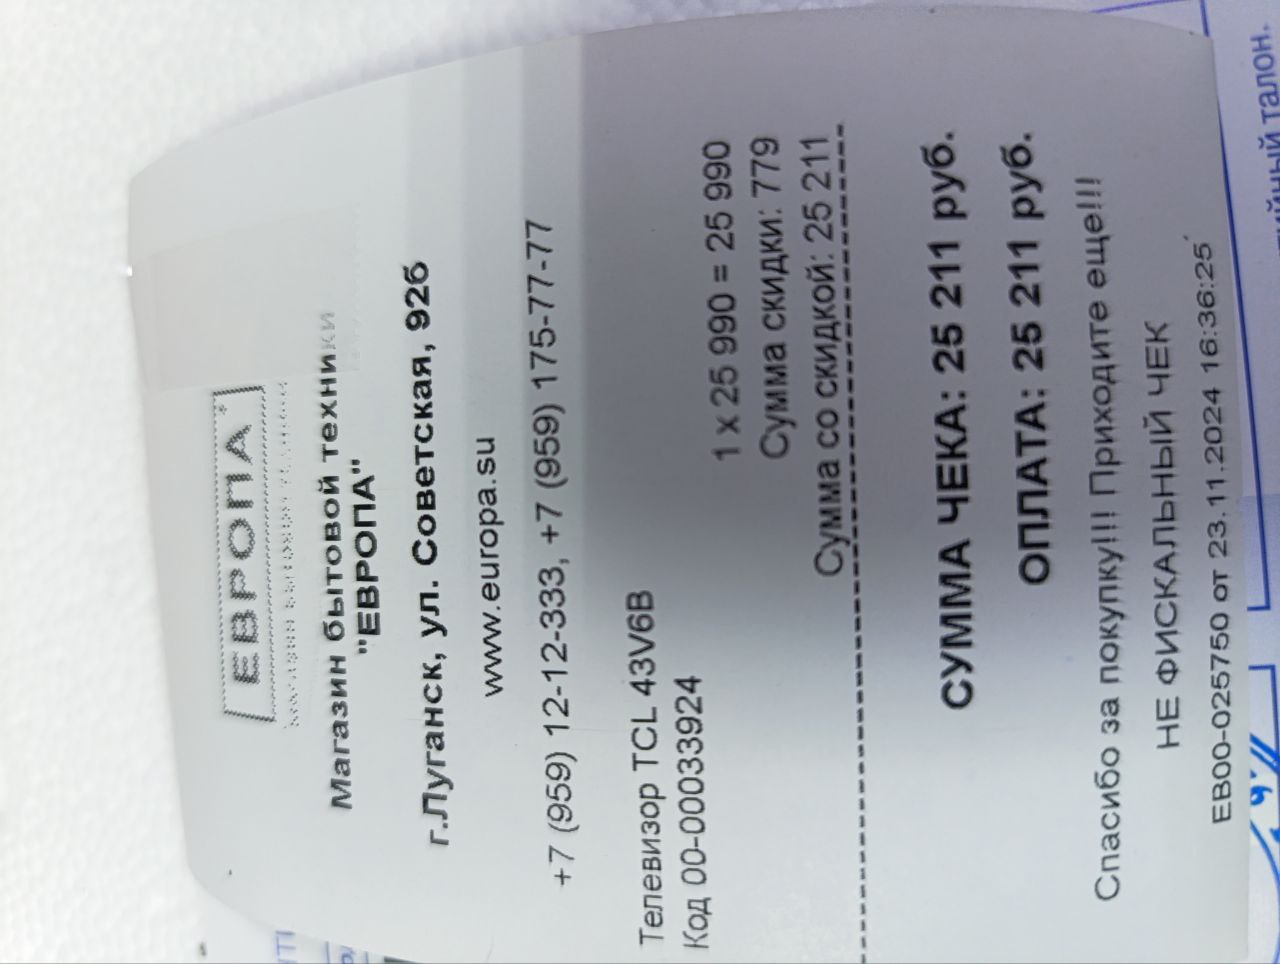 ЕВРОПА
Магазин бытовой техники
"ЕВРОПА"
г.Луганск, ул. Советская, 92б
www.europa.su
+7 (959) 12-12-333, +7 (959) 175-77-77
Телевизор TCL 43V6B
Код 00-00033924
1 x 25 990 = 25 990
Сумма скидки: 779
Сумма со скидкой: 25 211
СУММА ЧЕКА: 25 211 руб.
ОПЛАТА: 25 211 руб.
Спасибо за покупку!!! Приходите еще!!!
НЕ ФИСКАЛЬНЫЙ ЧЕК
ЕВ00-025750 от 23.11.2024 16:36:25
талон.